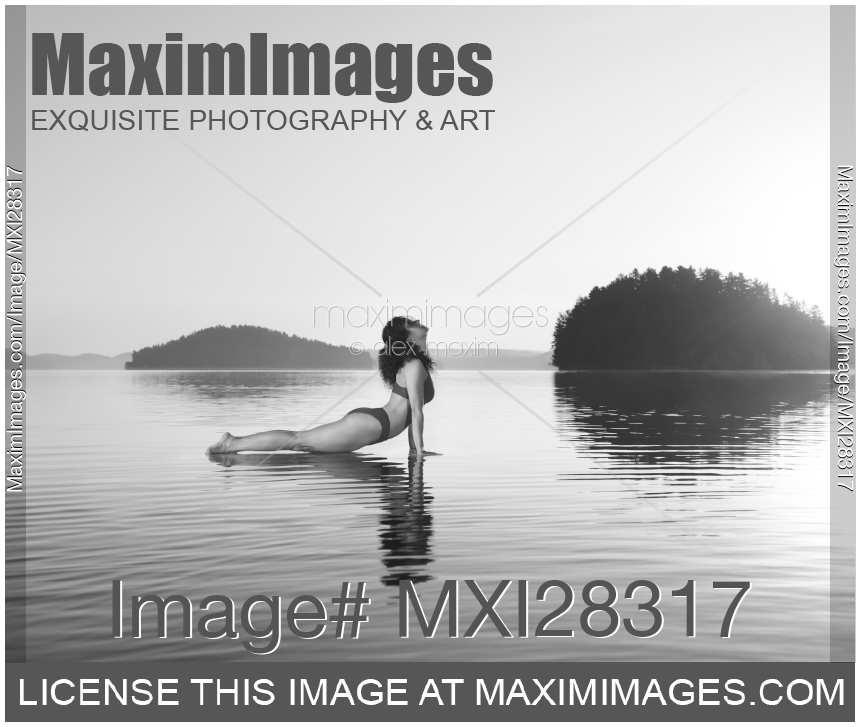 MaximImages
EXQUISITE PHOTOGRAPHY & ART
MaximImages.com/Image/MXI28317
MaximImages.com/Image/MXI28317
maximimages
© alex maxim
Image# MXI28317
LICENSE THIS IMAGE AT MAXIMIMAGES.COM